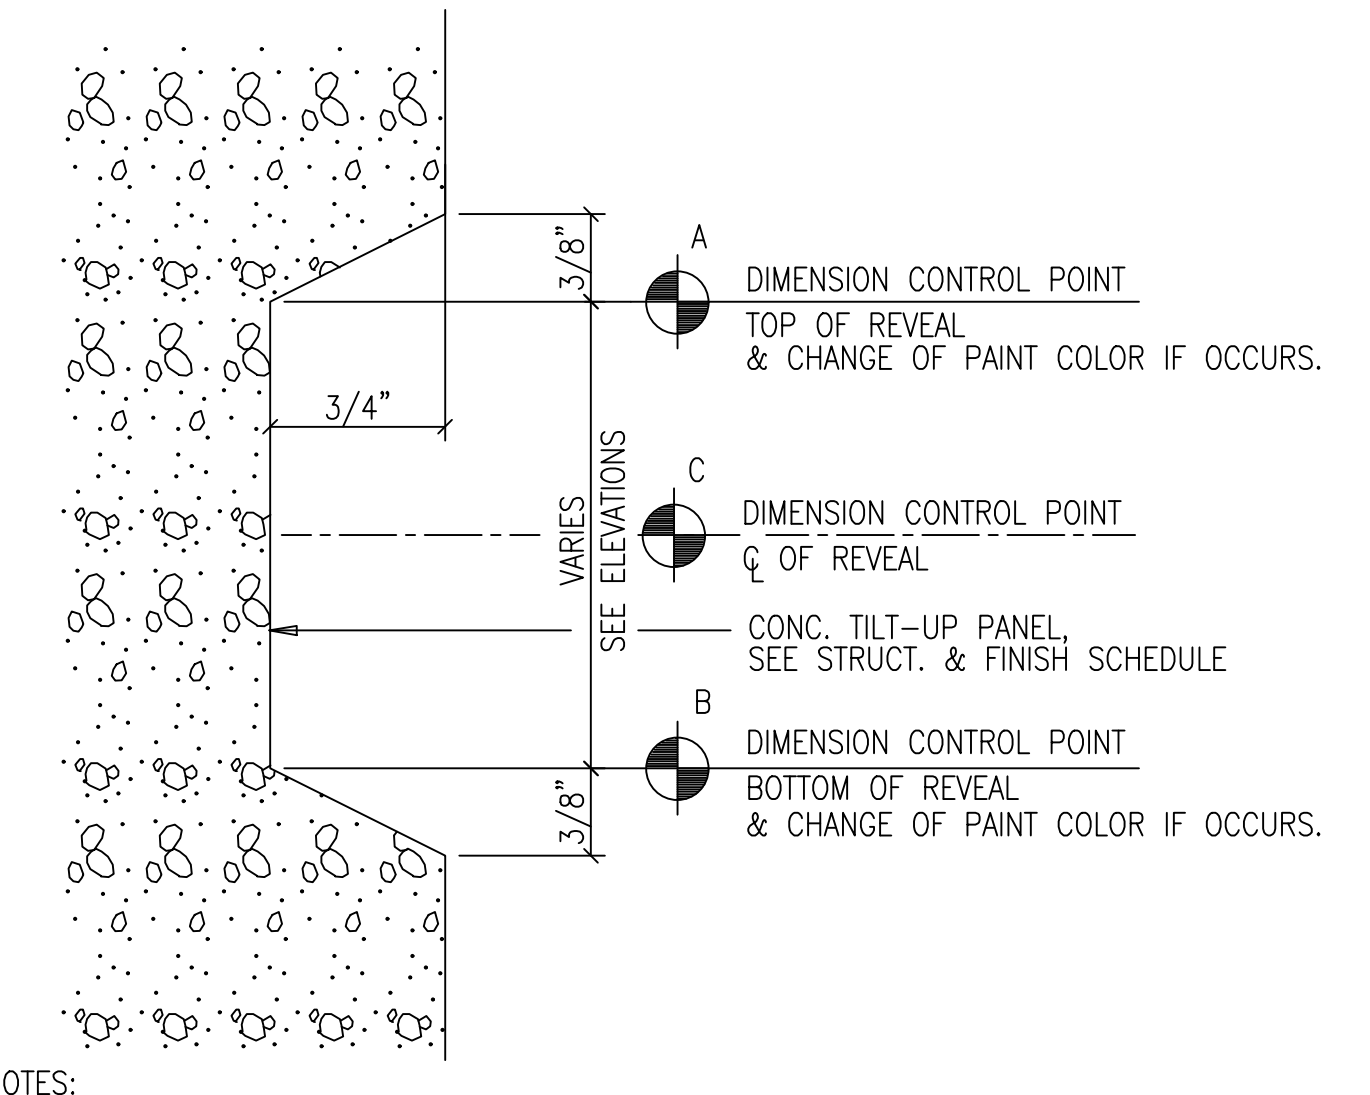 A
3/8"
DIMENSION CONTROL POINT
TOP OF REVEAL
& CHANGE OF PAINT COLOR IF OCCURS.
3/4"
C
VARIES
SEE ELEVATIONS
DIMENSION CONTROL POINT
℄ OF REVEAL
CONC. TILT-UP PANEL,
SEE STRUCT. & FINISH SCHEDULE
B
DIMENSION CONTROL POINT
3/8"
BOTTOM OF REVEAL
& CHANGE OF PAINT COLOR IF OCCURS.
OTES: